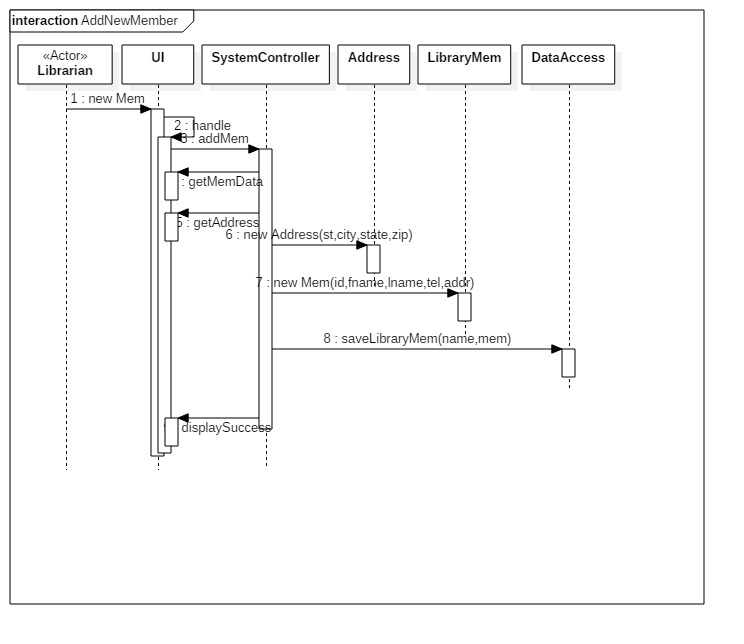 interaction AddNewMember
«Actor»
Librarian
UI
SystemController
Address
LibraryMem
DataAccess
1 : new Mem
2 : handle
3 : addMem
: getMemData
5 : getAddress
6 : new Address(st,city,state,zip)
7 : new Mem(id,fname,lname,tel,addr)
8 : saveLibraryMem(name,mem)
displaySuccess